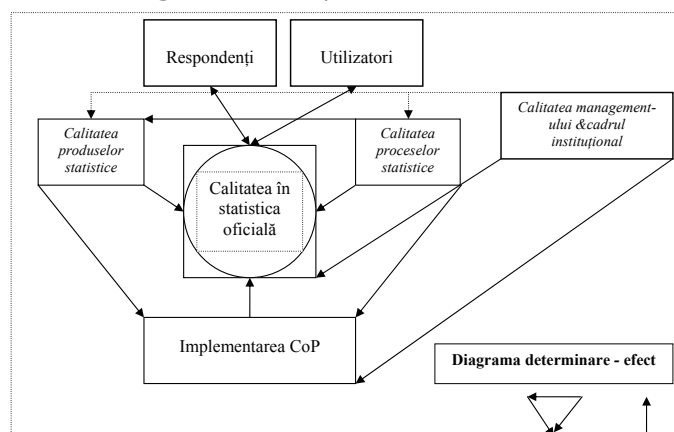 Respondenți
Utilizatori
Calitatea
produselor
statistice
Calitatea
proceselor
statistice
Calitatea management-
ului &cadrul
instituțional
Calitatea în
statistica
oficială
Implementarea CoP
Diagrama determinare - efect